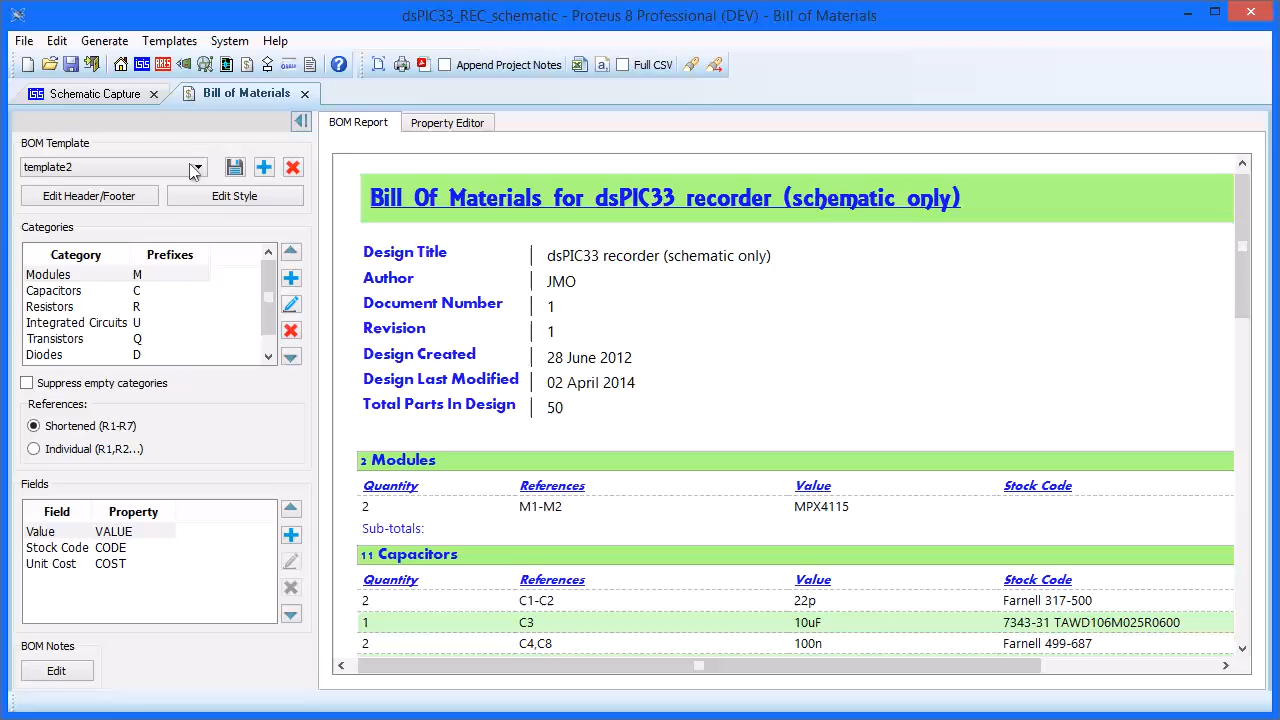 dsPIC33_REC_schematic - Proteus 8 Professional (DEV) - Bill of Materials
File Edit Generate Templates System Help
ISIS ARES $ ? Append Project Notes Full CSV
ISIS Schematic Capture $ Bill of Materials
BOM Template
template2
Edit Header/Footer Edit Style
Categories
Category Prefixes
Modules M
Capacitors C
Resistors R
Integrated Circuits U
Transistors Q
Diodes D
Suppress empty categories
References:
Shortened (R1-R7)
Individual (R1,R2...)
Fields
Field Property
Value VALUE
Stock Code CODE
Unit Cost COST
BOM Notes
Edit
BOM Report Property Editor
Bill Of Materials for dsPIC33 recorder (schematic only)
Design Title dsPIC33 recorder (schematic only)
Author JMO
Document Number 1
Revision 1
Design Created 28 June 2012
Design Last Modified 02 April 2014
Total Parts In Design 50
2 Modules
Quantity References Value Stock Code
2 M1-M2 MPX4115
Sub-totals:
11 Capacitors
Quantity References Value Stock Code
2 C1-C2 22p Farnell 317-500
1 C3 10uF 7343-31 TAWD106M025R0600
2 C4,C8 100n Farnell 499-687